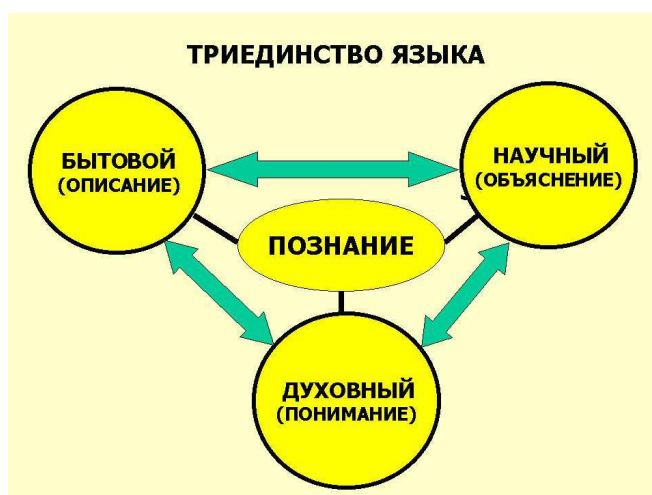 ТРИЕДИНСТВО ЯЗЫКА
БЫТОВОЙ
(ОПИСАНИЕ)
НАУЧНЫЙ
(ОБЪЯСНЕНИЕ)
ПОЗНАНИЕ
ДУХОВНЫЙ
(ПОНИМАНИЕ)